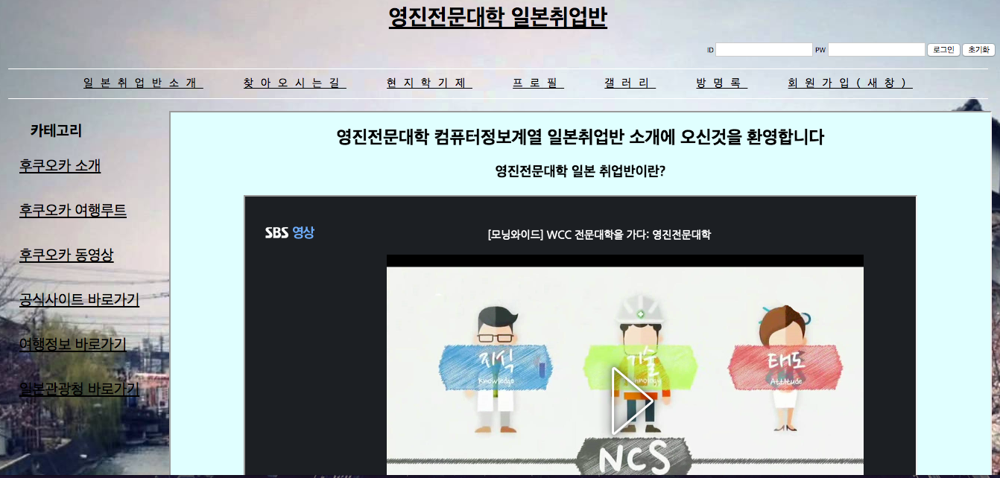 영진전문대학 일본취업반
ID PW 로그인 초기화
일본취업반소개 찾아오시는길 현지학기제 프로필 갤러리 방명록 회원가입(새창)
카테고리
후쿠오카 소개
후쿠오카 여행루트
후쿠오카 동영상
공식사이트 바로가기
여행정보 바로가기
일본관광청 바로가기
영진전문대학 컴퓨터정보계열 일본취업반 소개에 오신것을 환영합니다
영진전문대학 일본 취업반이란?
SBS 영상
[모닝와이드] WCC 전문대학을 가다: 영진전문대학
지식 기술 태도
Knowledge Technology Attitude
NCS